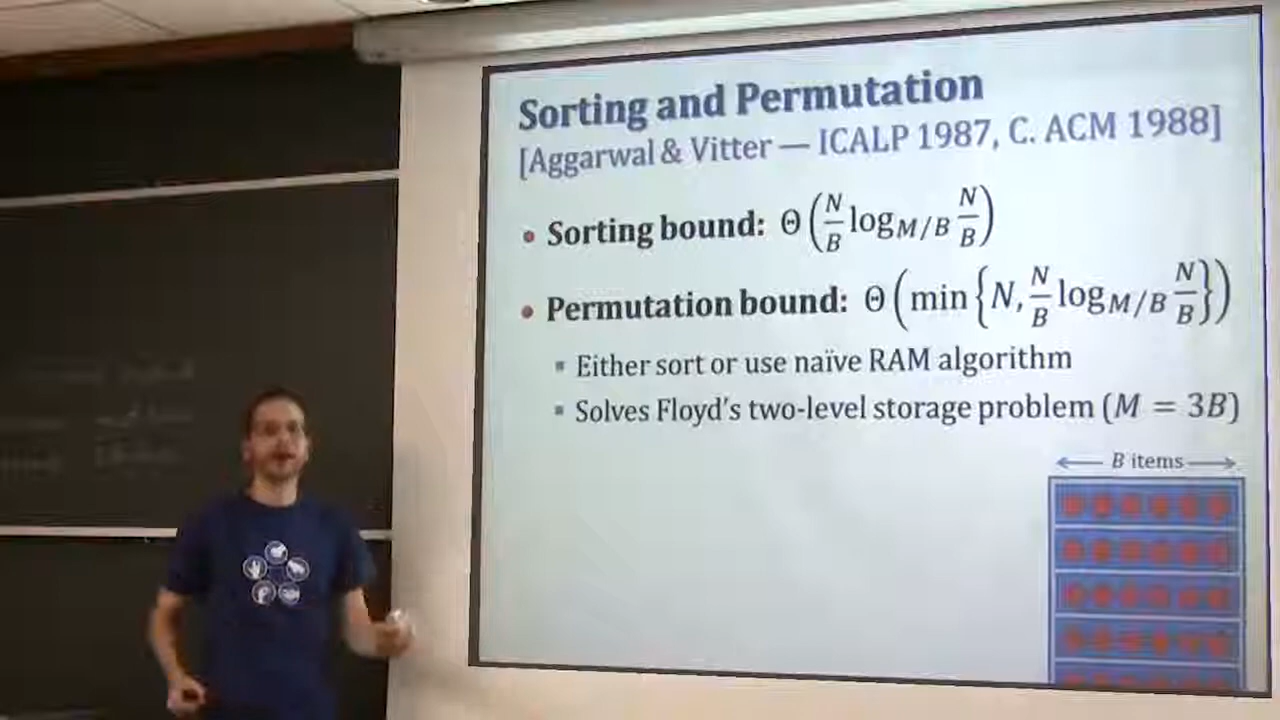 Sorting and Permutation
[Aggarwal & Vitter — ICALP 1987, C. ACM 1988]
• Sorting bound: Θ(N/B log_{M/B} N/B)
• Permutation bound: Θ(min{N, N/B log_{M/B} N/B})
▪ Either sort or use naïve RAM algorithm
▪ Solves Floyd's two-level storage problem (M = 3B)
B items